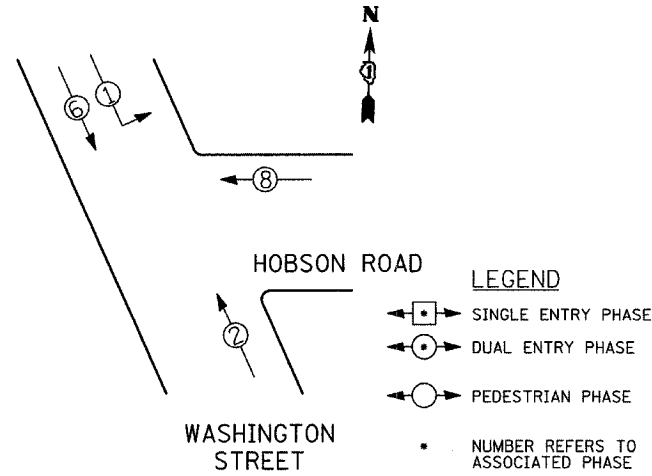 N
1
6
1
8
HOBSON ROAD
2
LEGEND
SINGLE ENTRY PHASE
DUAL ENTRY PHASE
PEDESTRIAN PHASE
* NUMBER REFERS TO
ASSOCIATED PHASE
WASHINGTON
STREET